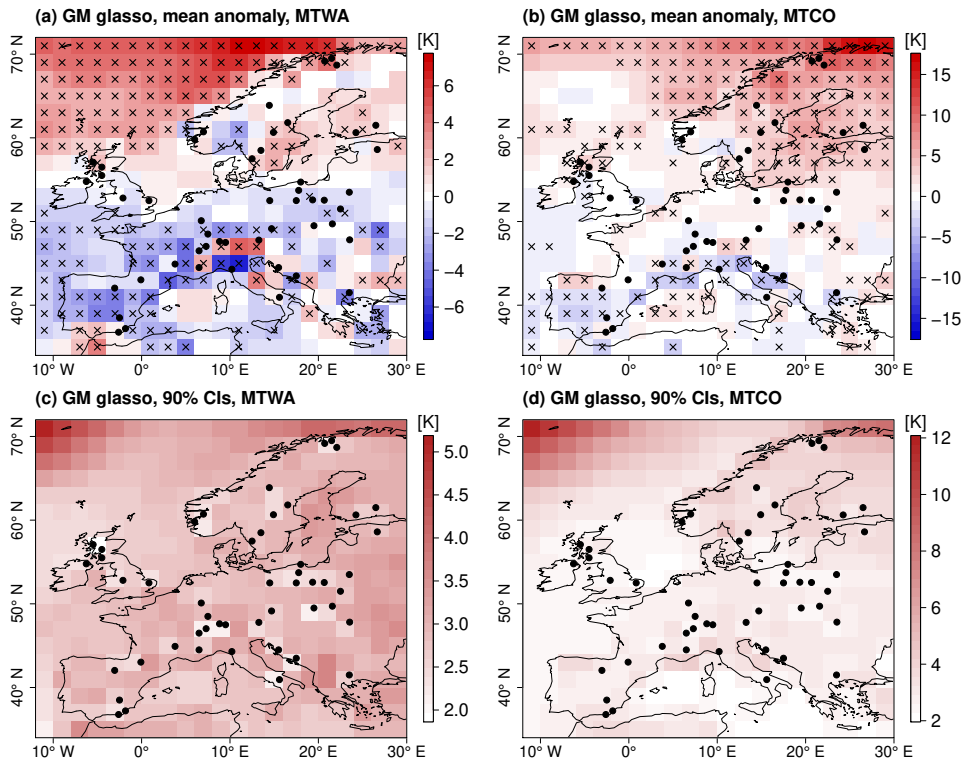 (a) GM glasso, mean anomaly, MTWA
[K]
70° N
60° N
50° N
40° N
10° W
0°
10° E
20° E
30° E
6
4
2
0
−2
−4
−6
(b) GM glasso, mean anomaly, MTCO
[K]
70° N
60° N
50° N
40° N
10° W
0°
10° E
20° E
30° E
15
10
5
0
−5
−10
−15
(c) GM glasso, 90% CIs, MTWA
[K]
70° N
60° N
50° N
40° N
10° W
0°
10° E
20° E
30° E
5.0
4.5
4.0
3.5
3.0
2.5
2.0
(d) GM glasso, 90% CIs, MTCO
[K]
70° N
60° N
50° N
40° N
10° W
0°
10° E
20° E
30° E
12
10
8
6
4
2